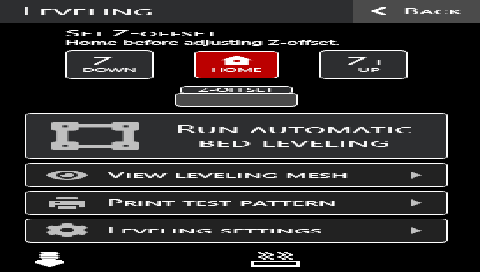 Leveling
Back
Set Z-offset
Home before adjusting Z-offset.
Z-
Down
Home
Z+
Up
Z-Offset
Run automatic
bed leveling
View leveling mesh
Print test pattern
Leveling settings